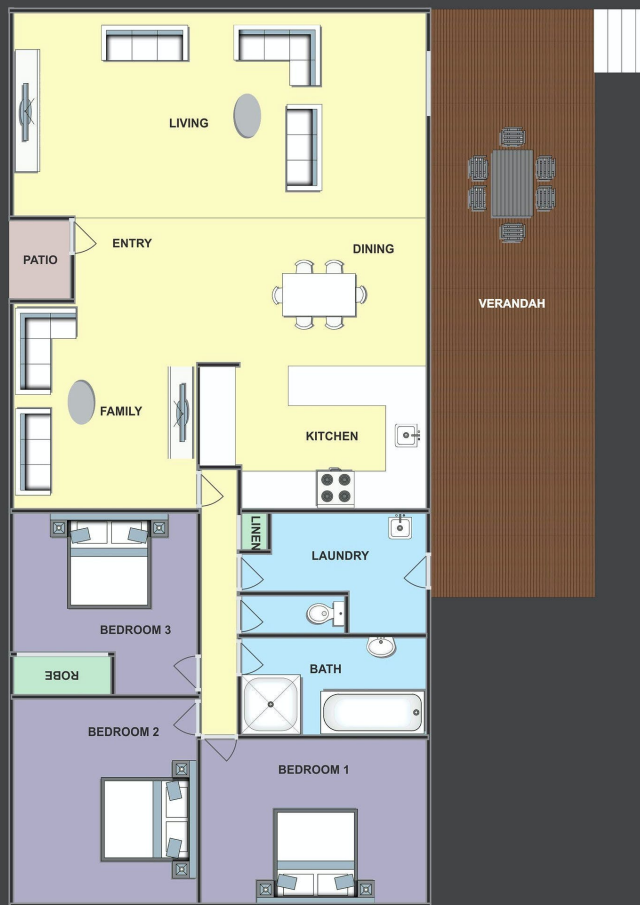 LIVING
ENTRY
DINING
PATIO
VERANDAH
FAMILY
KITCHEN
LINEN
LAUNDRY
BEDROOM 3
ROBE
BATH
BEDROOM 2
BEDROOM 1